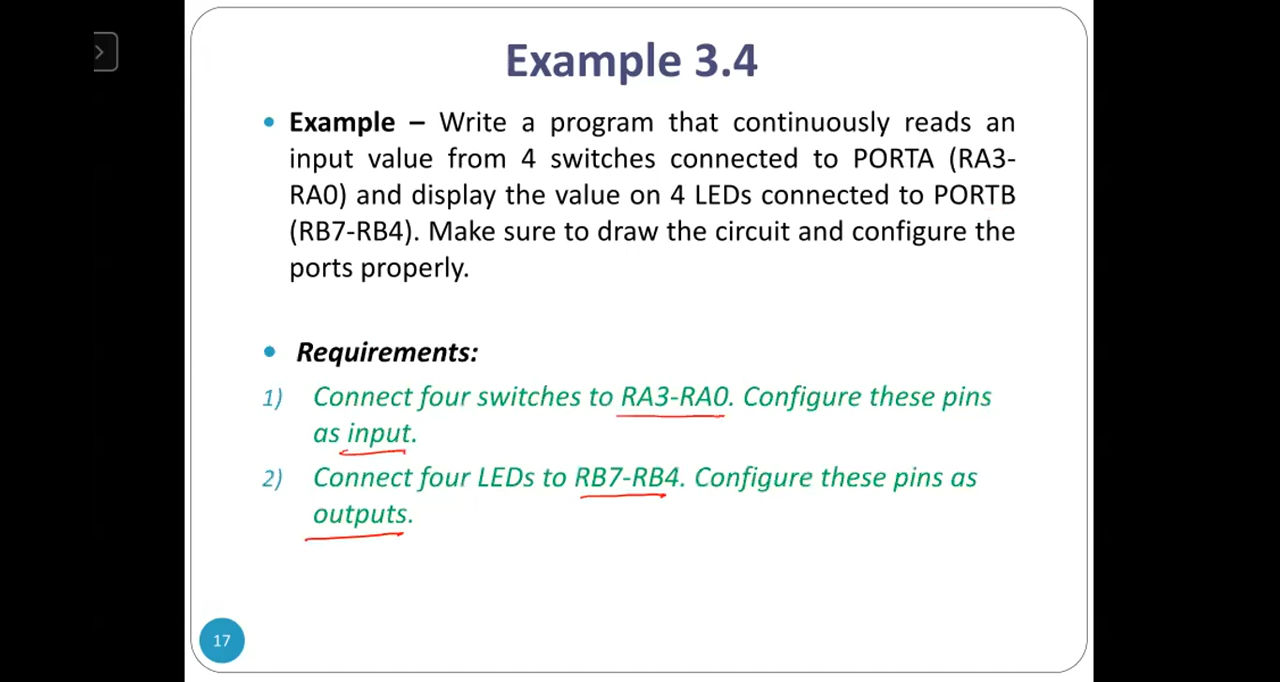 Example 3.4
• Example – Write a program that continuously reads an
input value from 4 switches connected to PORTA (RA3-
RA0) and display the value on 4 LEDs connected to PORTB
(RB7-RB4). Make sure to draw the circuit and configure the
ports properly.
• Requirements:
1) Connect four switches to RA3-RA0. Configure these pins
as input.
2) Connect four LEDs to RB7-RB4. Configure these pins as
outputs.
17